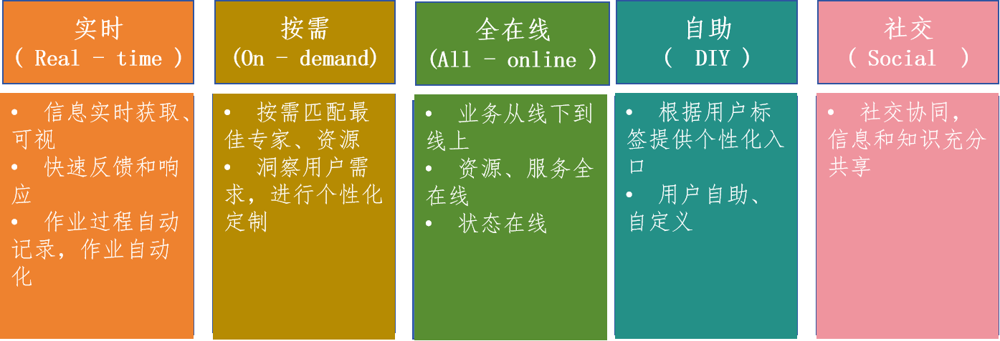 实时
( Real - time )
• 信息实时获取、
可视
• 快速反馈和响
应
• 作业过程自动
记录，作业自动
化
按需
(On - demand)
• 按需匹配最
佳专家、资源
• 洞察用户需
求，进行个性化
定制
全在线
(All - online )
• 业务从线下到
线上
• 资源、服务全
在线
• 状态在线
自助
( DIY )
• 根据用户标
签提供个性化入
口
• 用户自助、
自定义
社交
( Social )
• 社交协同，
信息和知识充分
共享